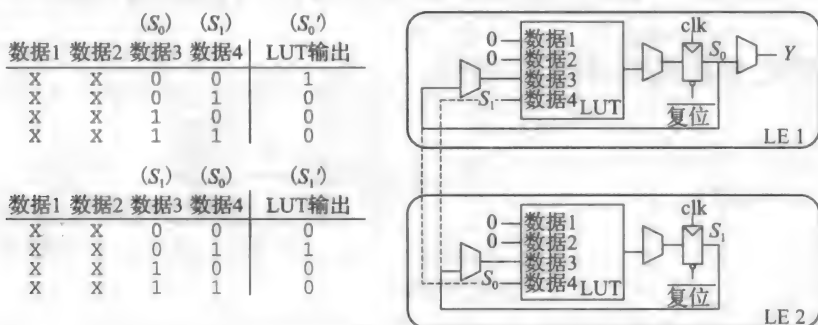 (S₀) (S₁) (S₀′)
数据1 数据2 数据3 数据4 LUT输出
X X 0 0 1
X X 0 1 0
X X 1 0 0
X X 1 1 0
(S₁) (S₀) (S₁′)
数据1 数据2 数据3 数据4 LUT输出
X X 0 0 0
X X 0 1 1
X X 1 0 0
X X 1 1 0
clk
0 数据1
0 数据2
数据3
S₁ 数据4
LUT
S₀
Y
复位
LE 1
clk
0 数据1
0 数据2
数据3
S₀ 数据4
LUT
S₁
复位
LE 2